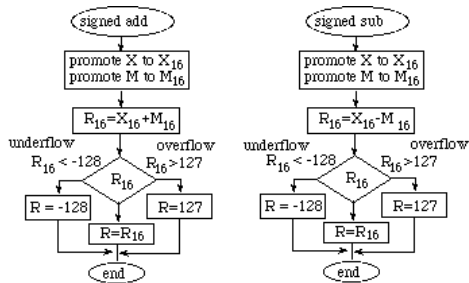 signed add
promote X to X16
promote M to M16
R16=X16+M16
underflow
overflow
R16 < -128
R16 >127
R16
R = -128
R=127
R=R16
end
signed sub
promote X to X16
promote M to M16
R16=X16-M16
underflow
overflow
R16 < -128
R16>127
R16
R = -128
R=127
R=R16
end